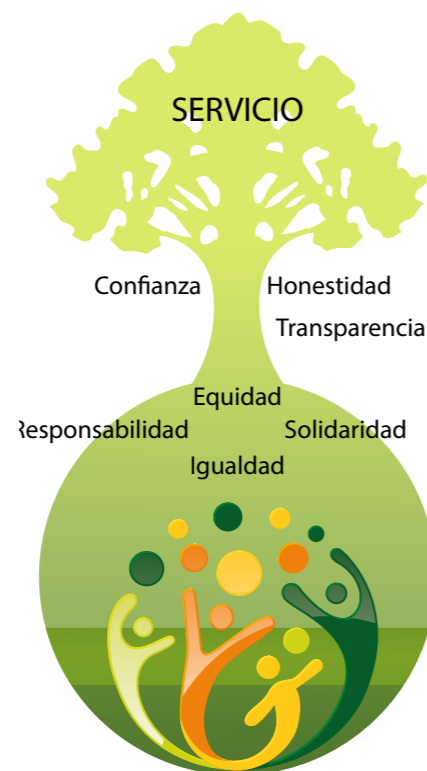 SERVICIO
Confianza Honestidad
Transparencia
Equidad
Responsabilidad Solidaridad
Igualdad